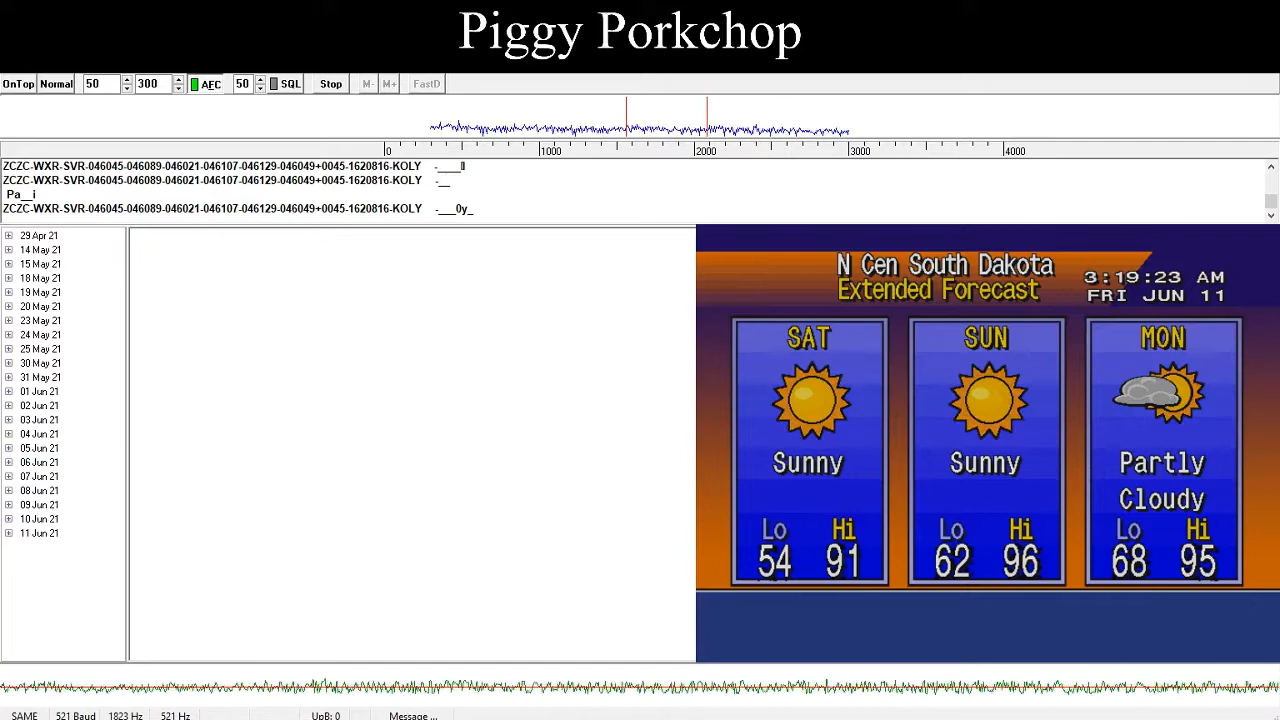 Piggy Porkchop
OnTop Normal 50 300 AFC 50 SQL Stop M- M+ FastD
0 1000 2000 3000 4000
ZCZC-WXR-SVR-046045-046089-046021-046107-046129-046049+0045-1620816-KOLY -____
ZCZC-WXR-SVR-046045-046089-046021-046107-046129-046049+0045-1620816-KOLY -__
Pa__i
ZCZC-WXR-SVR-046045-046089-046021-046107-046129-046049+0045-1620816-KOLY -___0y_
29 Apr 21
14 May 21
15 May 21
18 May 21
19 May 21
20 May 21
23 May 21
24 May 21
25 May 21
30 May 21
31 May 21
01 Jun 21
02 Jun 21
03 Jun 21
04 Jun 21
05 Jun 21
06 Jun 21
07 Jun 21
08 Jun 21
09 Jun 21
10 Jun 21
11 Jun 21
N Cen South Dakota
Extended Forecast
3:19:23 AM
FRI JUN 11
SAT SUN MON
Sunny Sunny Partly
Cloudy
Lo Hi Lo Hi Lo Hi
54 91 62 96 68 95
SAME 521 Baud 1823 Hz 521 Hz UpB: 0 Message ...